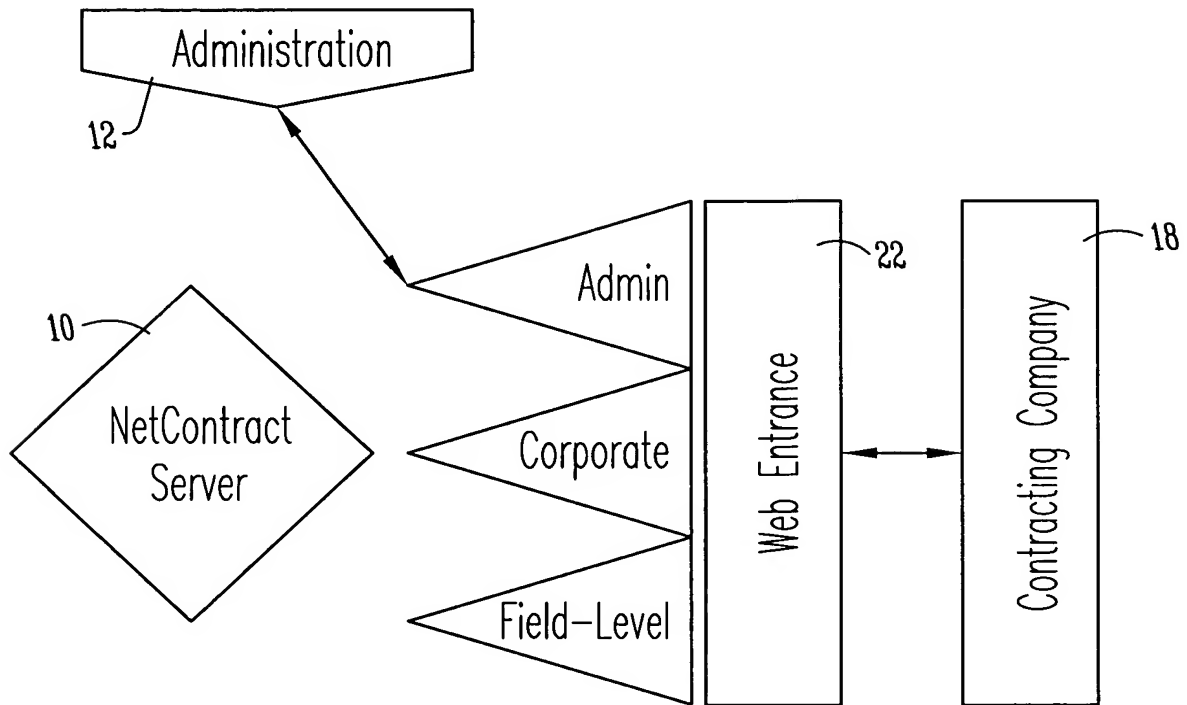 Administration
12
22
18
Admin
10
NetContract
Server
Corporate
Web Entrance
Contracting Company
Field-Level